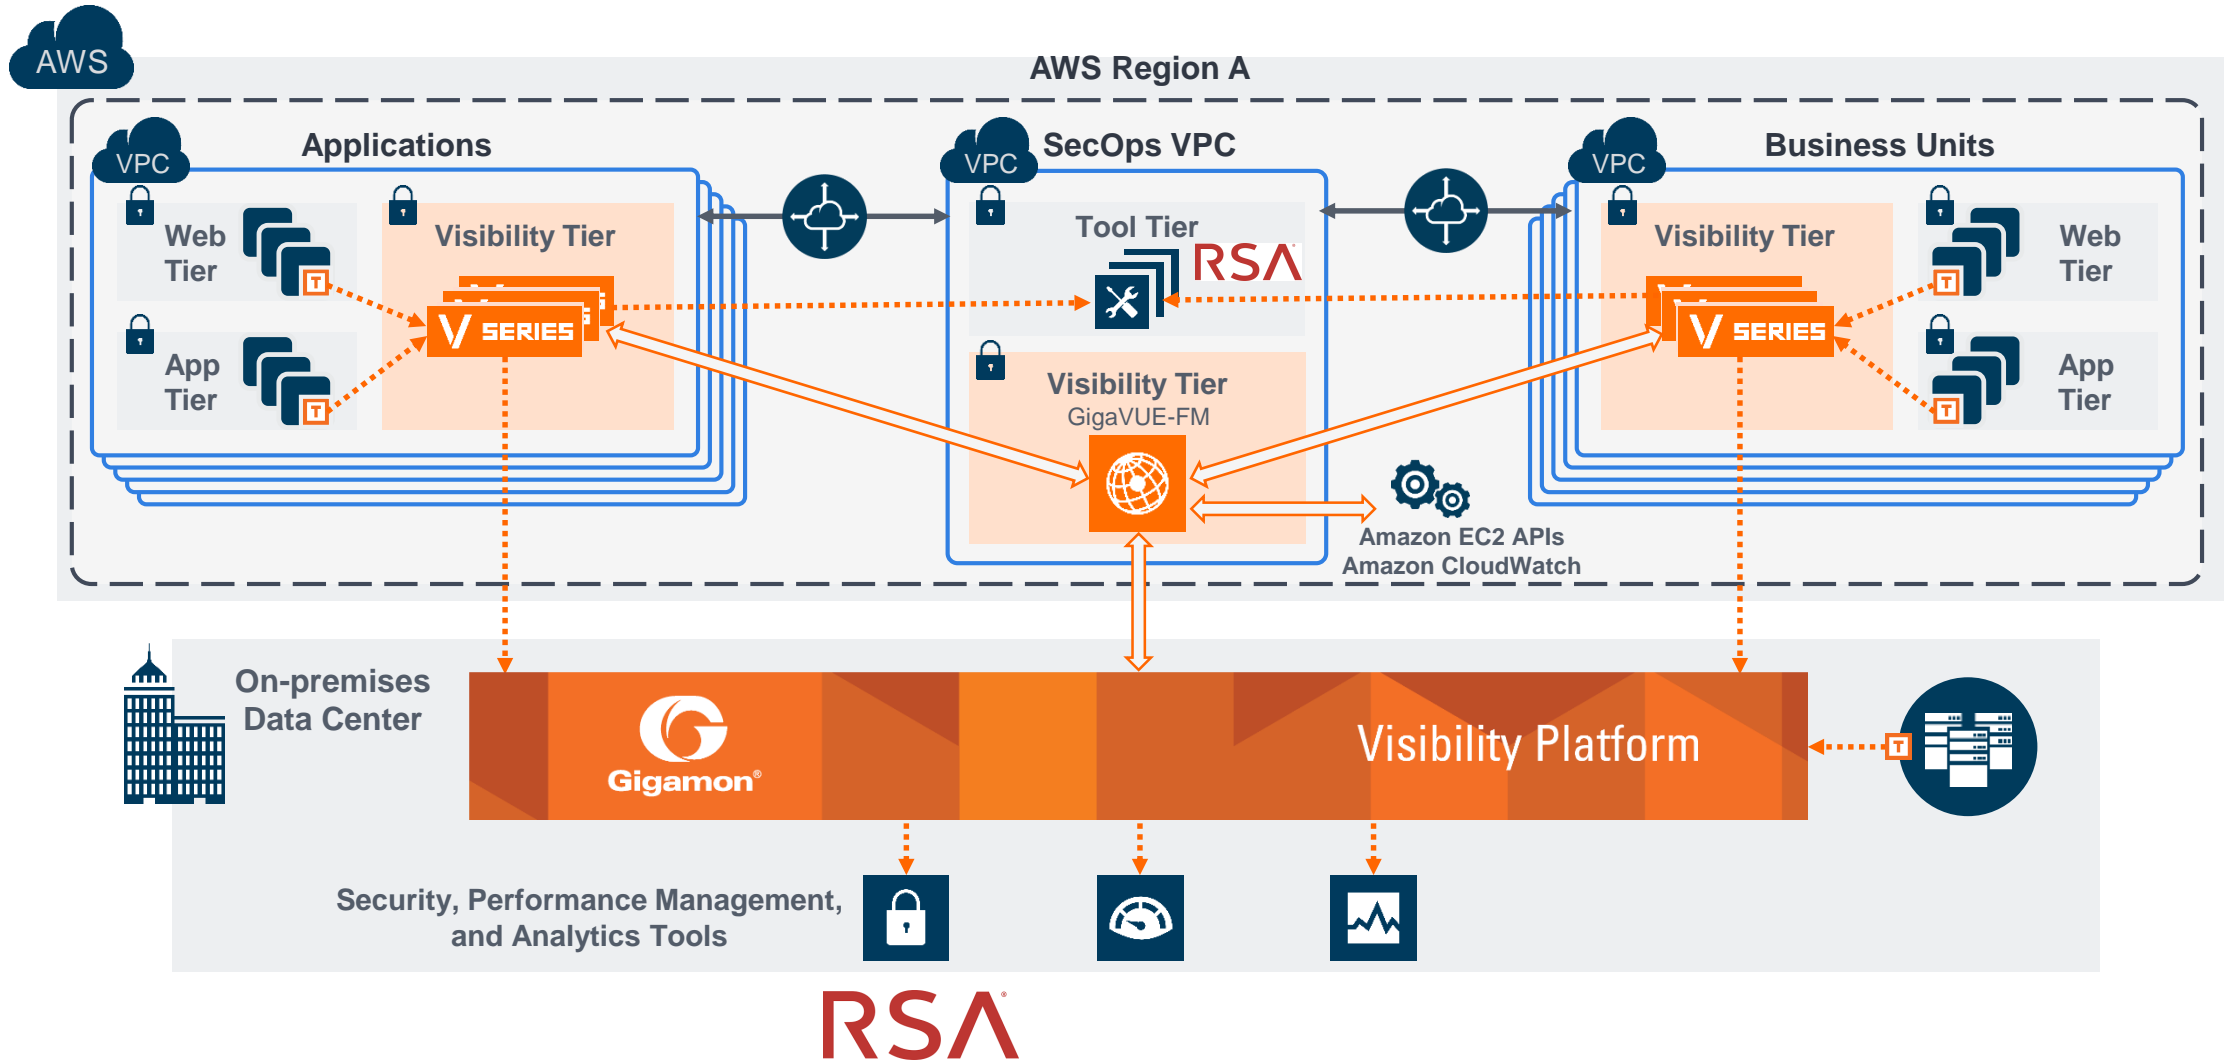 AWS
AWS Region A
VPC
Applications
Web
Tier
T
App
Tier
T
Visibility Tier
V SERIES
VPC
SecOps VPC
Tool Tier
RSA
Visibility Tier
GigaVUE-FM
Amazon EC2 APIs
Amazon CloudWatch
VPC
Business Units
Visibility Tier
V SERIES
Web
Tier
T
App
Tier
T
On-premises
Data Center
Gigamon®
Visibility Platform
T
Security, Performance Management,
and Analytics Tools
RSA®